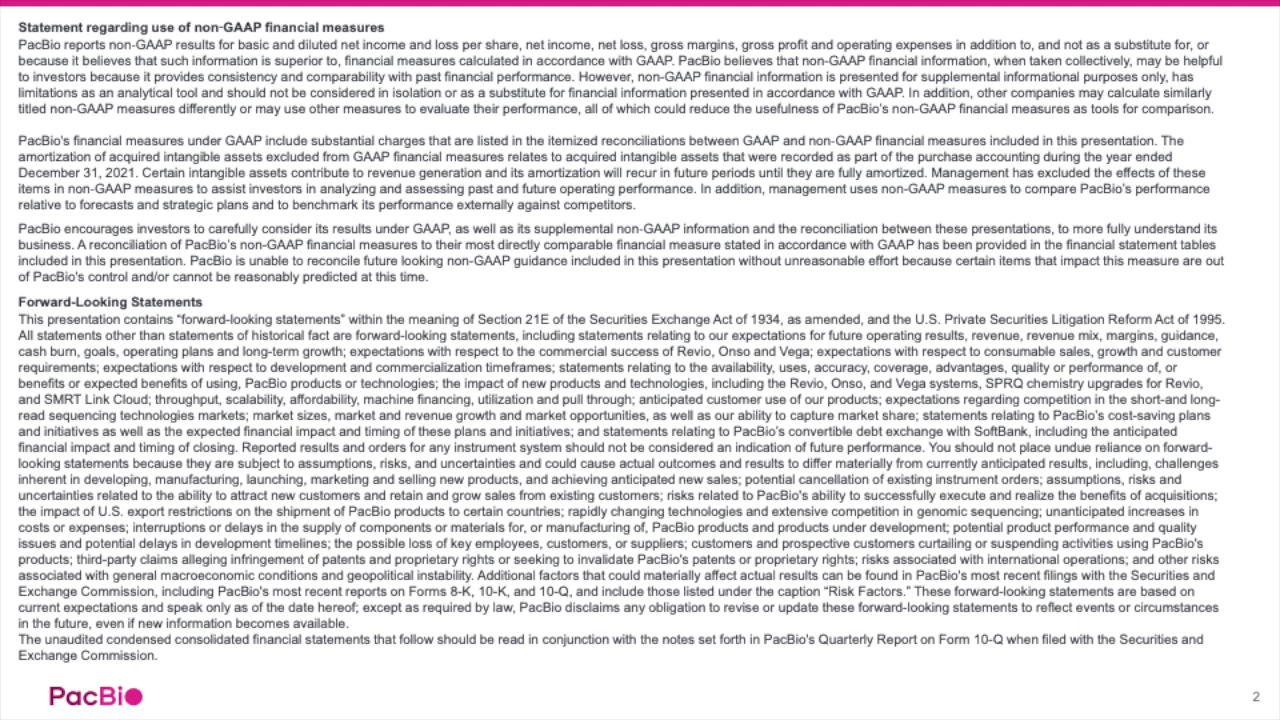 Statement regarding use of non-GAAP financial measures
PacBio reports non-GAAP results for basic and diluted net income and loss per share, net income, net loss, gross margins, gross profit and operating expenses in addition to, and not as a substitute for, or
because it believes that such information is superior to, financial measures calculated in accordance with GAAP. PacBio believes that non-GAAP financial information, when taken collectively, may be helpful
to investors because it provides consistency and comparability with past financial performance. However, non-GAAP financial information is presented for supplemental informational purposes only, has
limitations as an analytical tool and should not be considered in isolation or as a substitute for financial information presented in accordance with GAAP. In addition, other companies may calculate similarly
titled non-GAAP measures differently or may use other measures to evaluate their performance, all of which could reduce the usefulness of PacBio's non-GAAP financial measures as tools for comparison.
PacBio's financial measures under GAAP include substantial charges that are listed in the itemized reconciliations between GAAP and non-GAAP financial measures included in this presentation. The
amortization of acquired intangible assets excluded from GAAP financial measures relates to acquired intangible assets that were recorded as part of the purchase accounting during the year ended
December 31, 2021. Certain intangible assets contribute to revenue generation and its amortization will recur in future periods until they are fully amortized. Management has excluded the effects of these
items in non-GAAP measures to assist investors in analyzing and assessing past and future operating performance. In addition, management uses non-GAAP measures to compare PacBio's performance
relative to forecasts and strategic plans and to benchmark its performance externally against competitors.
PacBio encourages investors to carefully consider its results under GAAP, as well as its supplemental non-GAAP information and the reconciliation between these presentations, to more fully understand its
business. A reconciliation of PacBio's non-GAAP financial measures to their most directly comparable financial measure stated in accordance with GAAP has been provided in the financial statement tables
included in this presentation. PacBio is unable to reconcile future looking non-GAAP guidance included in this presentation without unreasonable effort because certain items that impact this measure are out
of PacBio's control and/or cannot be reasonably predicted at this time.
Forward-Looking Statements
This presentation contains "forward-looking statements" within the meaning of Section 21E of the Securities Exchange Act of 1934, as amended, and the U.S. Private Securities Litigation Reform Act of 1995.
All statements other than statements of historical fact are forward-looking statements, including statements relating to our expectations for future operating results, revenue, revenue mix, margins, guidance,
cash burn, goals, operating plans and long-term growth; expectations with respect to the commercial success of Revio, Onso and Vega; expectations with respect to consumable sales, growth and customer
requirements; expectations with respect to development and commercialization timeframes; statements relating to the availability, uses, accuracy, coverage, advantages, quality or performance of, or
benefits or expected benefits of using, PacBio products or technologies; the impact of new products and technologies, including the Revio, Onso, and Vega systems, SPRQ chemistry upgrades for Revio,
and SMRT Link Cloud; throughput, scalability, affordability, machine financing, utilization and pull through; anticipated customer use of our products; expectations regarding competition in the short-and long-
read sequencing technologies markets; market sizes, market and revenue growth and market opportunities, as well as our ability to capture market share; statements relating to PacBio's cost-saving plans
and initiatives as well as the expected financial impact and timing of these plans and initiatives; and statements relating to PacBio's convertible debt exchange with SoftBank, including the anticipated
financial impact and timing of closing. Reported results and orders for any instrument system should not be considered an indication of future performance. You should not place undue reliance on forward-
looking statements because they are subject to assumptions, risks, and uncertainties and could cause actual outcomes and results to differ materially from currently anticipated results, including, challenges
inherent in developing, manufacturing, launching, marketing and selling new products, and achieving anticipated new sales; potential cancellation of existing instrument orders; assumptions, risks and
uncertainties related to the ability to attract new customers and retain and grow sales from existing customers; risks related to PacBio's ability to successfully execute and realize the benefits of acquisitions;
the impact of U.S. export restrictions on the shipment of PacBio products to certain countries; rapidly changing technologies and extensive competition in genomic sequencing; unanticipated increases in
costs or expenses; interruptions or delays in the supply of components or materials for, or manufacturing of, PacBio products and products under development; potential product performance and quality
issues and potential delays in development timelines; the possible loss of key employees, customers, or suppliers; customers and prospective customers curtailing or suspending activities using PacBio's
products; third-party claims alleging infringement of patents and proprietary rights or seeking to invalidate PacBio's patents or proprietary rights; risks associated with international operations; and other risks
associated with general macroeconomic conditions and geopolitical instability. Additional factors that could materially affect actual results can be found in PacBio's most recent filings with the Securities and
Exchange Commission, including PacBio's most recent reports on Forms 8-K, 10-K, and 10-Q, and include those listed under the caption "Risk Factors." These forward-looking statements are based on
current expectations and speak only as of the date hereof; except as required by law, PacBio disclaims any obligation to revise or update these forward-looking statements to reflect events or circumstances
in the future, even if new information becomes available.
The unaudited condensed consolidated financial statements that follow should be read in conjunction with the notes set forth in PacBio's Quarterly Report on Form 10-Q when filed with the Securities and
Exchange Commission.
PacBio
2